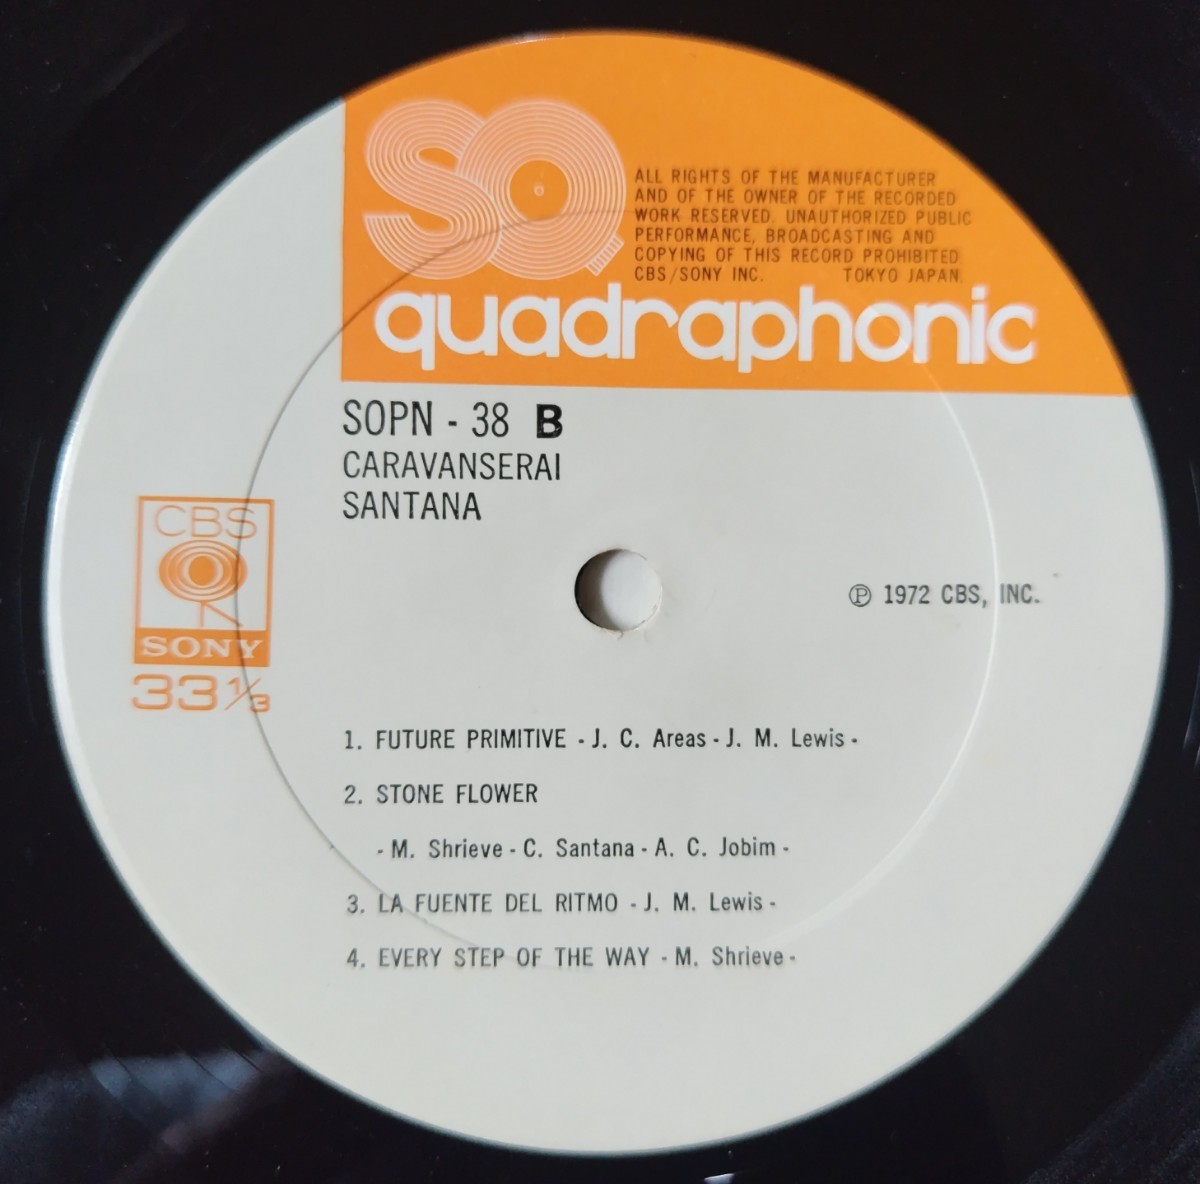 SQ
ALL RIGHTS OF THE MANUFACTURER
AND OF THE OWNER OF THE RECORDED
WORK RESERVED. UNAUTHORIZED PUBLIC
PERFORMANCE, BROADCASTING AND
COPYING OF THIS RECORD PROHIBITED
CBS/SONY INC. TOKYO JAPAN
quadraphonic
SOPN - 38 B
CARAVANSERAI
SANTANA
CBS
SONY
33 1/3
Ⓟ 1972 CBS, INC.
1. FUTURE PRIMITIVE - J. C. Areas - J. M. Lewis -
2. STONE FLOWER
- M. Shrieve - C. Santana - A. C. Jobim -
3. LA FUENTE DEL RITMO - J. M. Lewis -
4. EVERY STEP OF THE WAY - M. Shrieve -